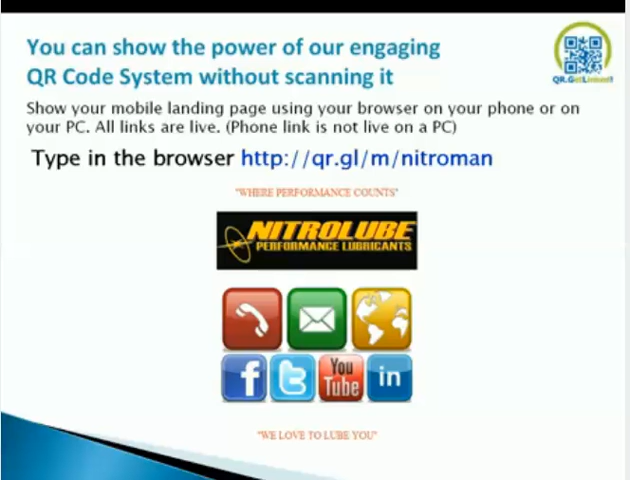 You can show the power of our engaging
QR Code System without scanning it
QR.GetLinked!
Show your mobile landing page using your browser on your phone or on
your PC. All links are live. (Phone link is not live on a PC)
Type in the browser http://qr.gl/m/nitroman
"WHERE PERFORMANCE COUNTS"
NITROLUBE
PERFORMANCE LUBRICANTS
You
Tube
in
"WE LOVE TO LUBE YOU"